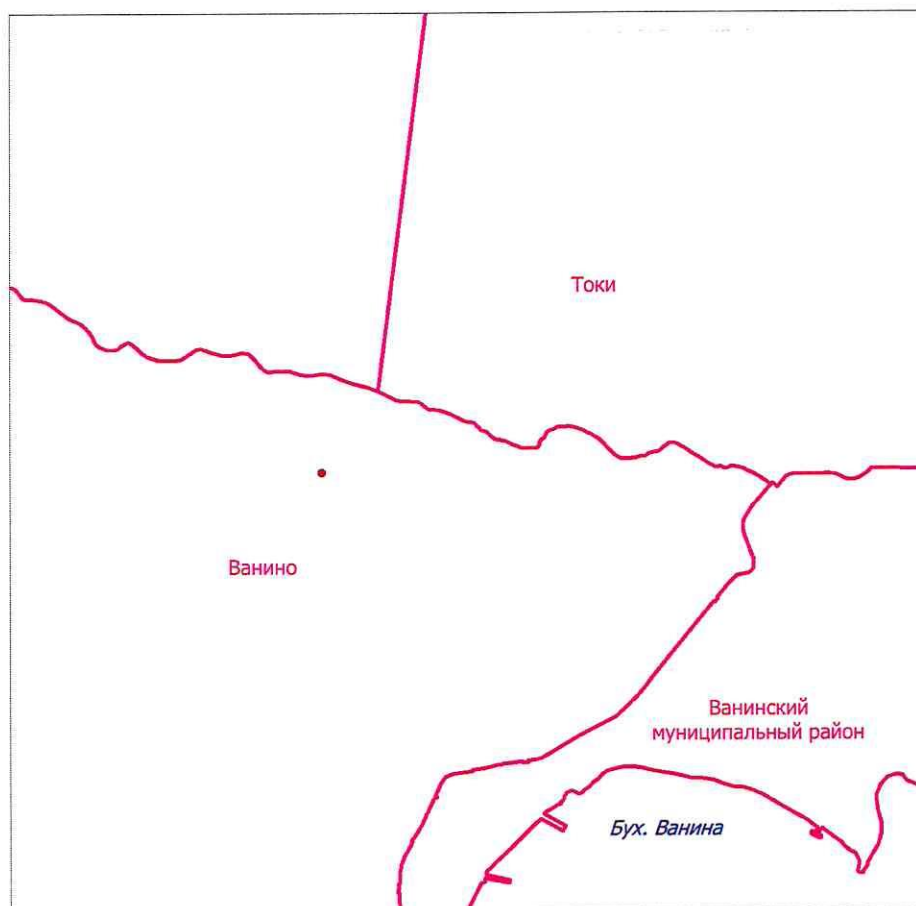 Токи
Ванино
Ванинский
муниципальный район
Бух. Ванина